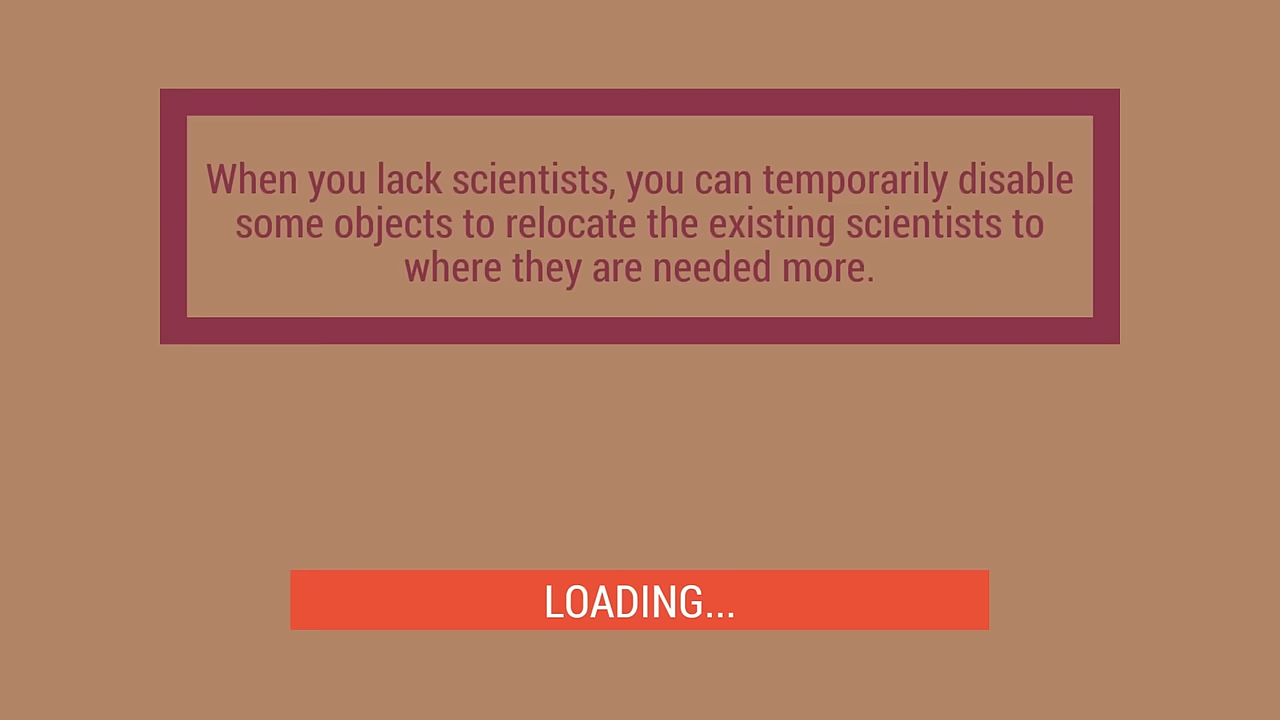 When you lack scientists, you can temporarily disable
some objects to relocate the existing scientists to
where they are needed more.
LOADING...